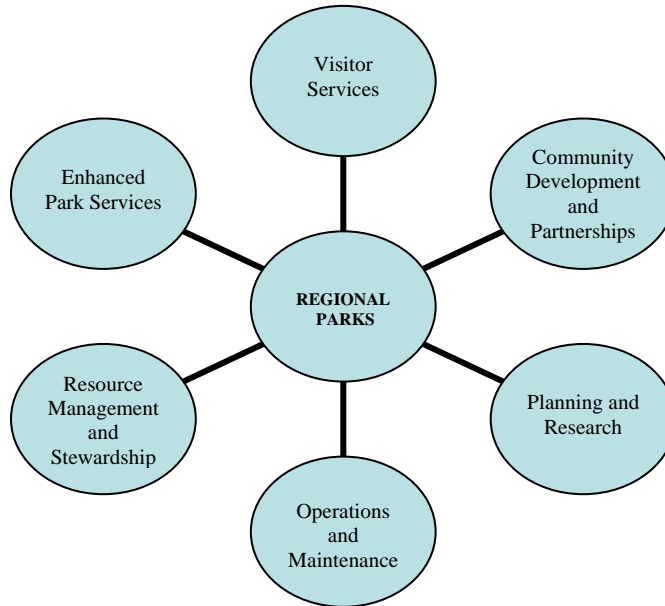 Visitor
Services
Enhanced
Park Services
Community
Development
and
Partnerships
REGIONAL
PARKS
Resource
Management
and
Stewardship
Planning and
Research
Operations
and
Maintenance